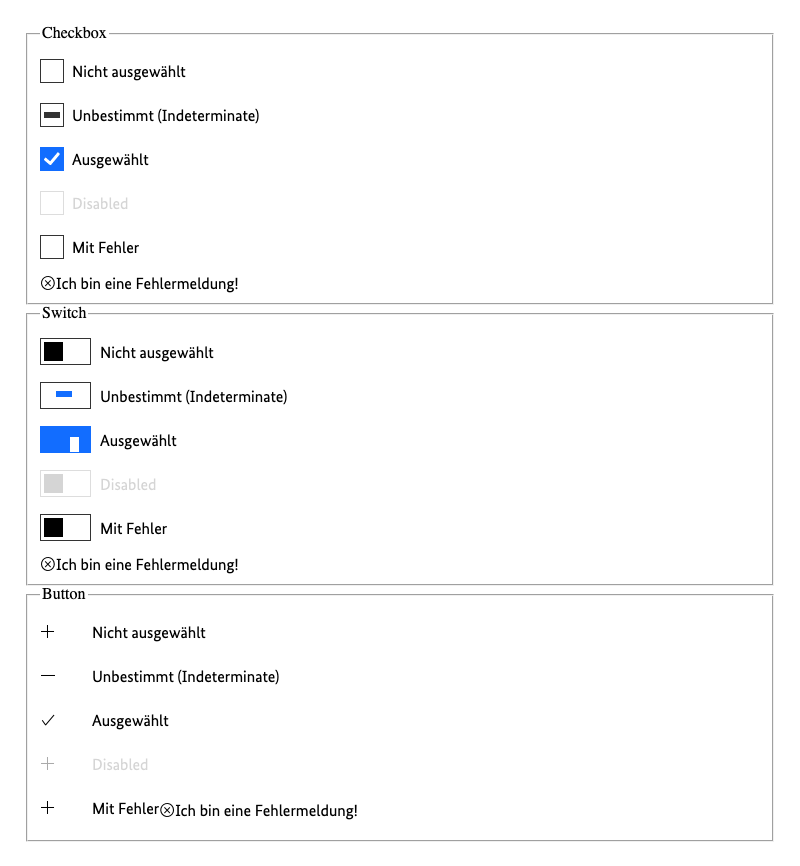 Checkbox
Nicht ausgewählt
Unbestimmt (Indeterminate)
Ausgewählt
Disabled
Mit Fehler
Ich bin eine Fehlermeldung!
Switch
Nicht ausgewählt
Unbestimmt (Indeterminate)
Ausgewählt
Disabled
Mit Fehler
Ich bin eine Fehlermeldung!
Button
Nicht ausgewählt
Unbestimmt (Indeterminate)
Ausgewählt
Disabled
Mit Fehler Ich bin eine Fehlermeldung!